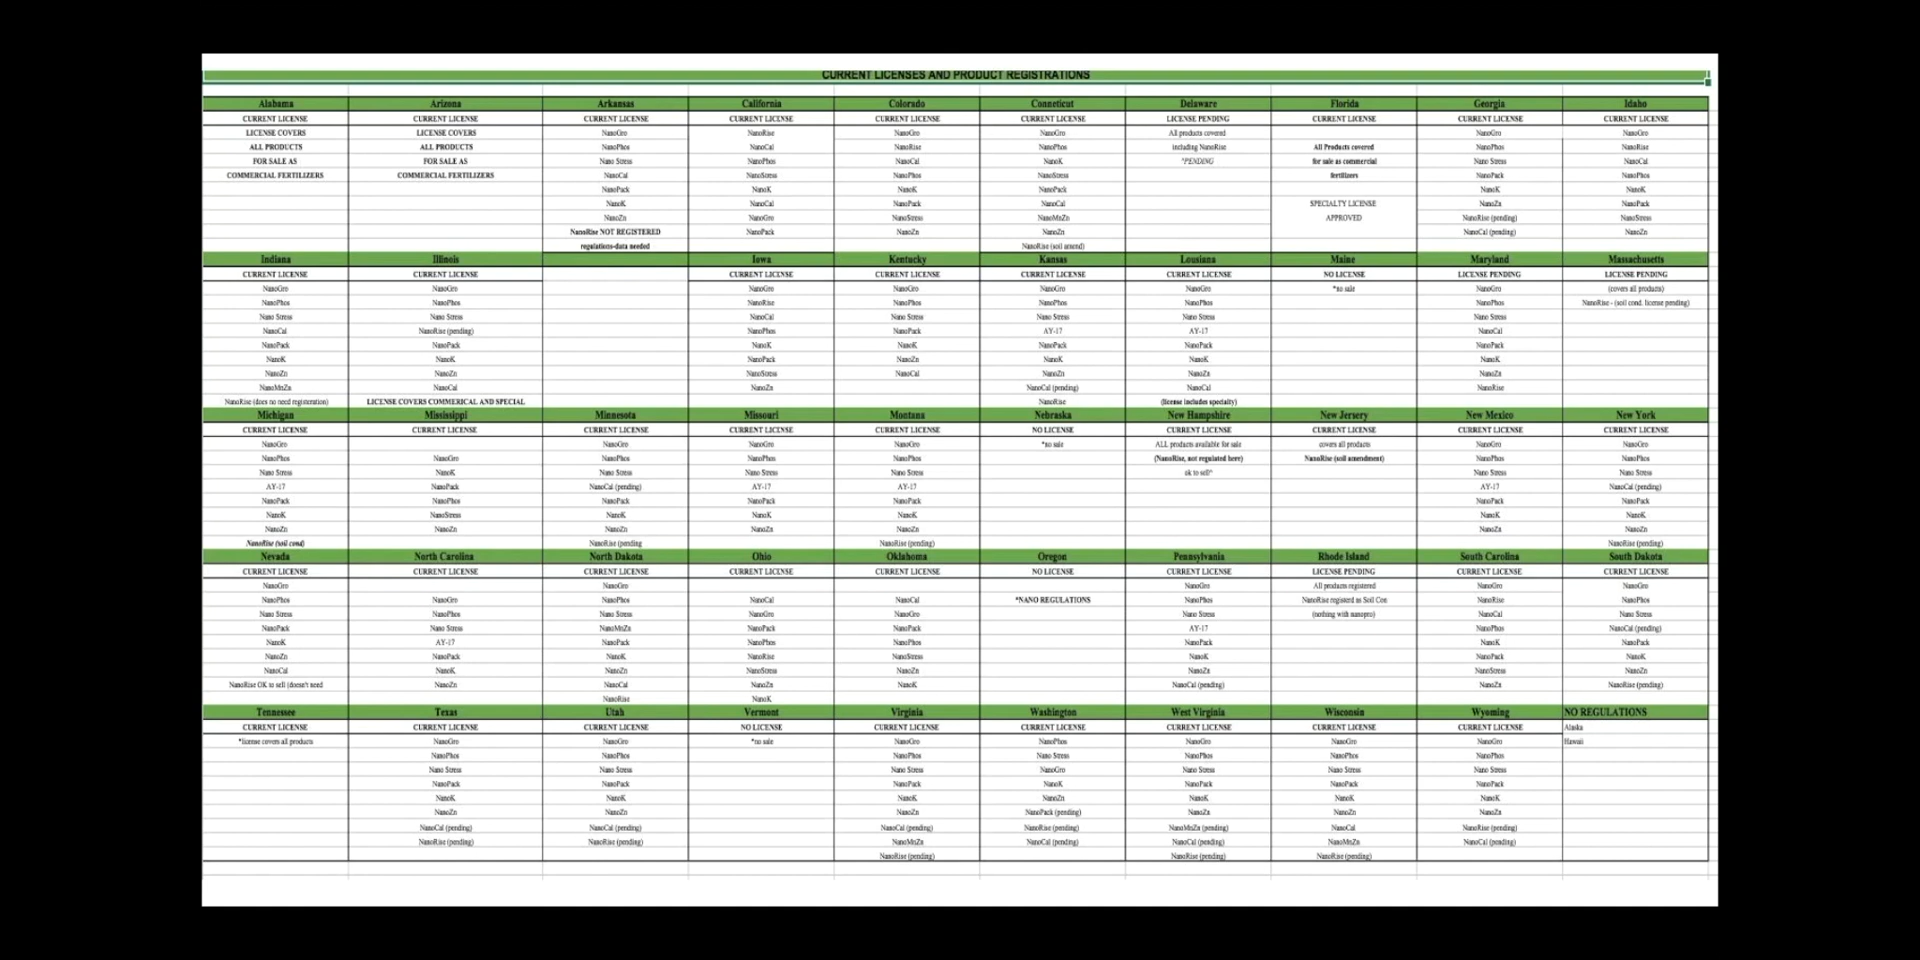 CURRENT LICENSES AND PRODUCT REGISTRATIONS
Alabama Arizona Arkansas California Colorado Conneticut Delaware Florida Georgia Idaho
CURRENT LICENSE CURRENT LICENSE CURRENT LICENSE CURRENT LICENSE CURRENT LICENSE CURRENT LICENSE LICENSE PENDING CURRENT LICENSE CURRENT LICENSE CURRENT LICENSE
LICENSE COVERS LICENSE COVERS NanoGro NanoRise NanoGro NanoGro All products covered NanoGro NanoGro
ALL PRODUCTS ALL PRODUCTS NanoPhos NanoCal NanoRise NanoPhos including NanoRise All Products covered NanoPhos NanoRise
FOR SALE AS FOR SALE AS Nano Stress NanoPhos NanoCal NanoK *PENDING for sale as commercial Nano Stress NanoCal
COMMERCIAL FERTILIZERS COMMERCIAL FERTILIZERS NanoCal NanoStress NanoPhos NanoStress fertilizers NanoPack NanoPhos
NanoPack NanoK NanoK NanoPack NanoK NanoK
NanoK NanoCal NanoPack NanoCal SPECIALTY LICENSE NanoZn NanoPack
NanoZn NanoGro NanoStress NanoMnZn APPROVED NanoRise (pending) NanoStress
NanoRise NOT REGISTERED NanoPack NanoZn NanoZn NanoCal (pending) NanoZn
regulations-data needed NanoRise (soil amend)
Indiana Illinois Iowa Kentucky Kansas Lousiana Maine Maryland Massachusetts
CURRENT LICENSE CURRENT LICENSE CURRENT LICENSE CURRENT LICENSE CURRENT LICENSE CURRENT LICENSE NO LICENSE LICENSE PENDING LICENSE PENDING
NanoGro NanoGro NanoGro NanoGro NanoGro NanoGro *no sale NanoGro (covers all products)
NanoPhos NanoPhos NanoRise NanoPhos NanoPhos NanoPhos NanoPhos NanoRise - (soil cond. license pending)
Nano Stress Nano Stress NanoCal Nano Stress Nano Stress Nano Stress Nano Stress
NanoCal NanoRise (pending) NanoPhos NanoPack AY-17 AY-17 NanoCal
NanoPack NanoPack NanoK NanoK NanoPack NanoPack NanoPack
NanoK NanoK NanoPack NanoZn NanoK NanoK NanoK
NanoZn NanoZn NanoStress NanoCal NanoZn NanoZn NanoZn
NanoMnZn NanoCal NanoZn NanoCal (pending) NanoCal NanoRise
NanoRise (does no need registeration) LICENSE COVERS COMMERICAL AND SPECIAL NanoRise (license includes specialty)
Michigan Mississippi Minnesota Missouri Montana Nebraska New Hampshire New Jersery New Mexico New York
CURRENT LICENSE CURRENT LICENSE CURRENT LICENSE CURRENT LICENSE CURRENT LICENSE NO LICENSE CURRENT LICENSE CURRENT LICENSE CURRENT LICENSE CURRENT LICENSE
NanoGro NanoGro NanoGro NanoGro *no sale ALL products available for sale covers all products NanoGro NanoGro
NanoPhos NanoGro NanoPhos NanoPhos NanoPhos (NanoRise, not regulated here) NanoRise (soil amendment) NanoPhos NanoPhos
Nano Stress NanoK Nano Stress Nano Stress Nano Stress ok to sell* Nano Stress Nano Stress
AY-17 NanoPack NanoCal (pending) AY-17 AY-17 AY-17 NanoCal (pending)
NanoPack NanoPhos NanoPack NanoPack NanoPack NanoPack NanoPack
NanoK NanoStress NanoK NanoK NanoK NanoK NanoK
NanoZn NanoZn NanoZn NanoZn NanoZn NanoZn NanoZn
NanoRise (soil cond) NanoRise (pending NanoRise (pending) NanoRise (pending)
Nevada North Carolina North Dakota Ohio Oklahoma Oregon Pennsylvania Rhode Island South Carolina South Dakota
CURRENT LICENSE CURRENT LICENSE CURRENT LICENSE CURRENT LICENSE CURRENT LICENSE NO LICENSE CURRENT LICENSE LICENSE PENDING CURRENT LICENSE CURRENT LICENSE
NanoGro NanoGro NanoGro All products registered NanoGro NanoGro
NanoPhos NanoGro NanoPhos NanoCal NanoCal *NANO REGULATIONS NanoPhos NanoRise registerd as Soil Con NanoRise NanoPhos
Nano Stress NanoPhos Nano Stress NanoGro NanoGro Nano Stress (nothing with nanopro) NanoCal Nano Stress
NanoPack Nano Stress NanoMnZn NanoPack NanoPack AY-17 NanoPhos NanoCal (pending)
NanoK AY-17 NanoPack NanoPhos NanoPhos NanoPack NanoK NanoPack
NanoZn NanoPack NanoK NanoRise NanoStress NanoK NanoPack NanoK
NanoCal NanoK NanoZn NanoStress NanoZn NanoZn NanoStress NanoZn
NanoRise OK to sell (doesn't need NanoZn NanoCal NanoZn NanoK NanoCal (pending) NanoZn NanoRise (pending)
NanoRise NanoK
Tennessee Texas Utah Vermont Virginia Washington West Virginia Wisconsin Wyoming NO REGULATIONS
CURRENT LICENSE CURRENT LICENSE CURRENT LICENSE NO LICENSE CURRENT LICENSE CURRENT LICENSE CURRENT LICENSE CURRENT LICENSE CURRENT LICENSE Alaska
*license covers all products NanoGro NanoGro *no sale NanoGro NanoPhos NanoGro NanoGro NanoGro Hawaii
NanoPhos NanoPhos NanoPhos Nano Stress NanoPhos NanoPhos NanoPhos
Nano Stress Nano Stress Nano Stress NanoGro Nano Stress Nano Stress Nano Stress
NanoPack NanoPack NanoPack NanoK NanoPack NanoPack NanoPack
NanoK NanoK NanoK NanoZn NanoK NanoK NanoK
NanoZn NanoZn NanoZn NanoPack (pending) NanoZn NanoZn NanoZn
NanoCal (pending) NanoCal (pending) NanoCal (pending) NanoRise (pending) NanoMnZn (pending) NanoCal NanoRise (pending)
NanoRise (pending) NanoRise (pending) NanoMnZn NanoCal (pending) NanoCal (pending) NanoMnZn NanoCal (pending)
NanoRise (pending) NanoRise (pending) NanoRise (pending)